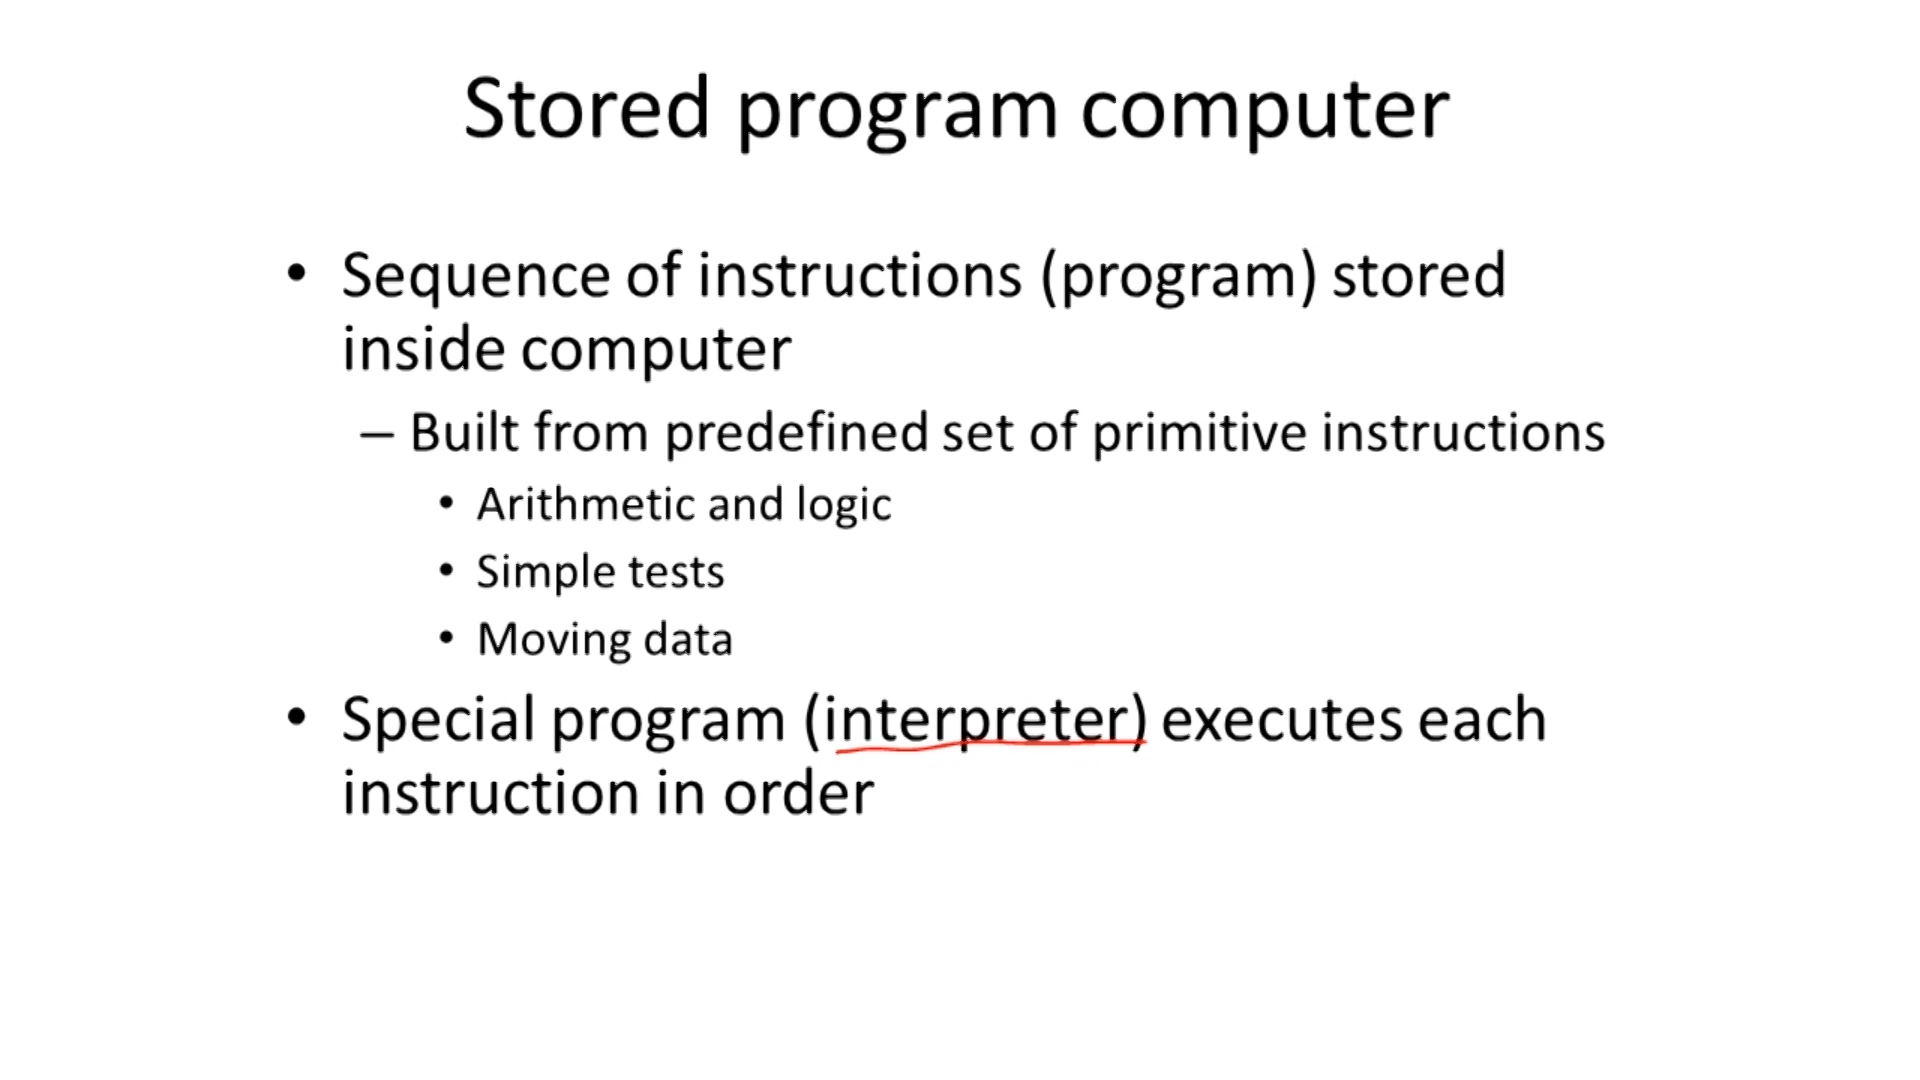 Stored program computer
• Sequence of instructions (program) stored
inside computer
– Built from predefined set of primitive instructions
• Arithmetic and logic
• Simple tests
• Moving data
• Special program (interpreter) executes each
instruction in order